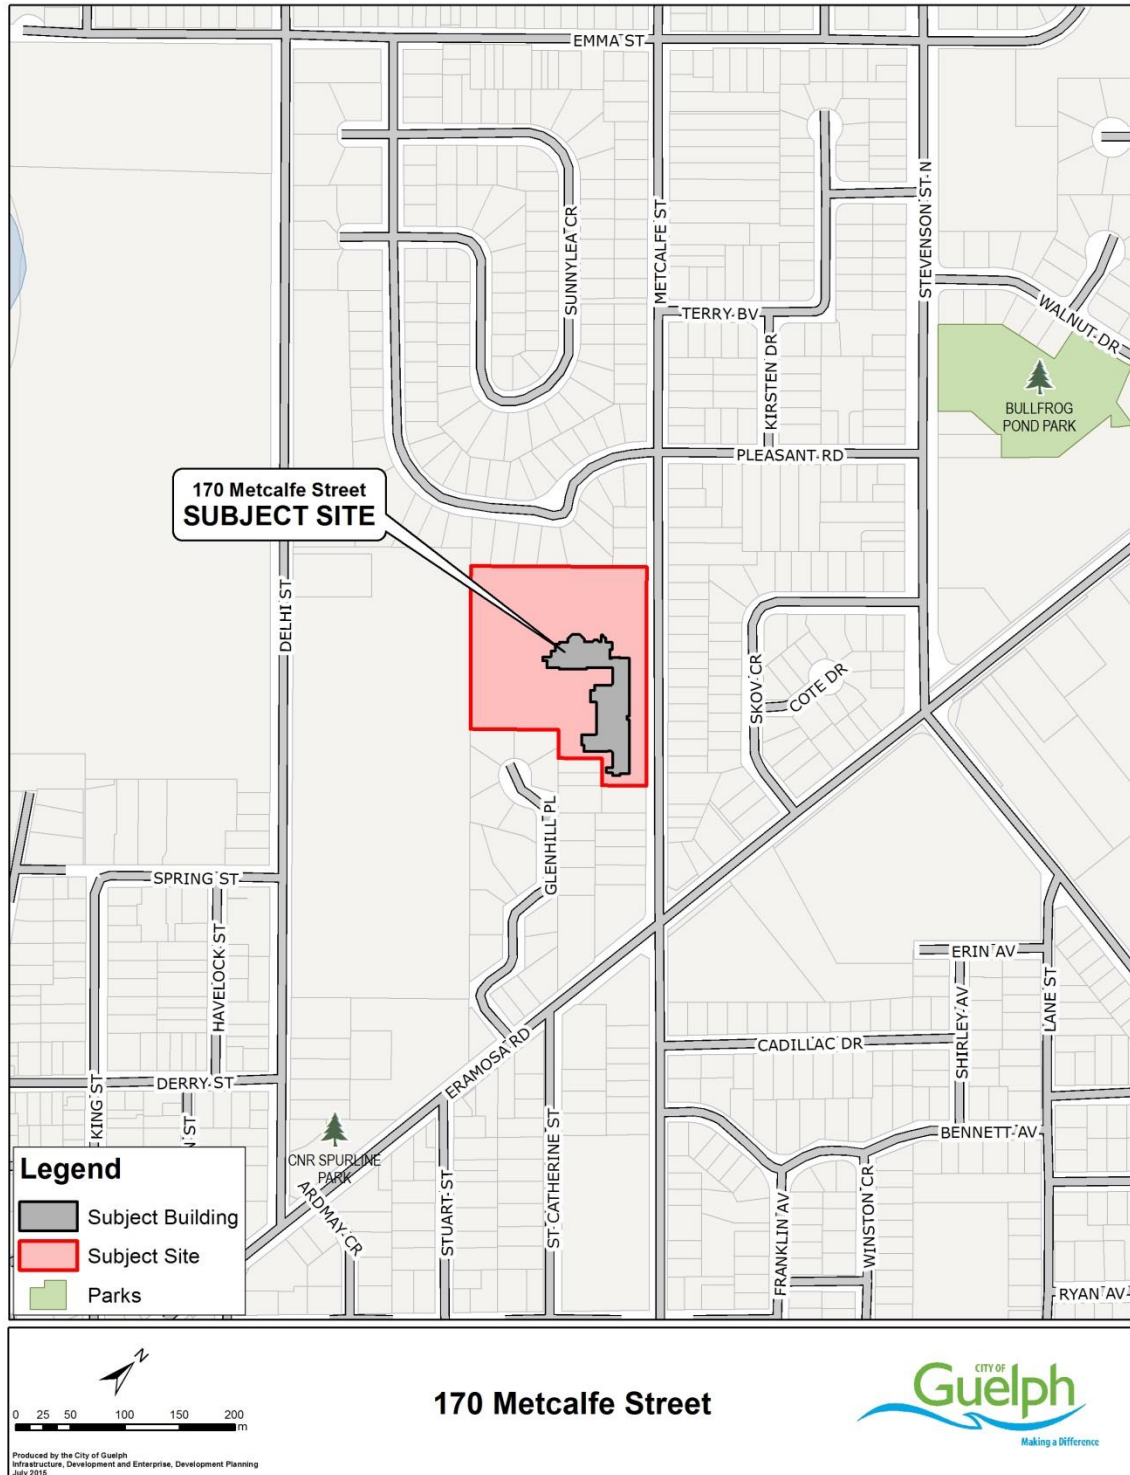 EMMA ST
SUNNYLEA CR
METCALFE ST
STEVENSON ST N
TERRY BV
KIRSTEN DR
WALNUT DR
BULLFROG
POND PARK
PLEASANT RD
170 Metcalfe Street
SUBJECT SITE
DELHI ST
SKOV CR
COTE DR
GLENHILL PL
SPRING ST
HAVELOCK ST
ERIN AV
SHIRLEY AV
LANE ST
ERAMOSA RD
CADILLAC DR
KING ST
DERRY ST
N ST
CNR SPURLINE
PARK
ARDMAY CR
STUART ST
ST CATHERINE ST
BENNETT AV
FRANKLIN AV
WINSTON CR
RYAN AV
Legend
Subject Building
Subject Site
Parks
N
0 25 50 100 150 200
m
170 Metcalfe Street
CITY OF
Guelph
Making a Difference
Produced by the City of Guelph
Infrastructure, Development and Enterprise, Development Planning
July 2015